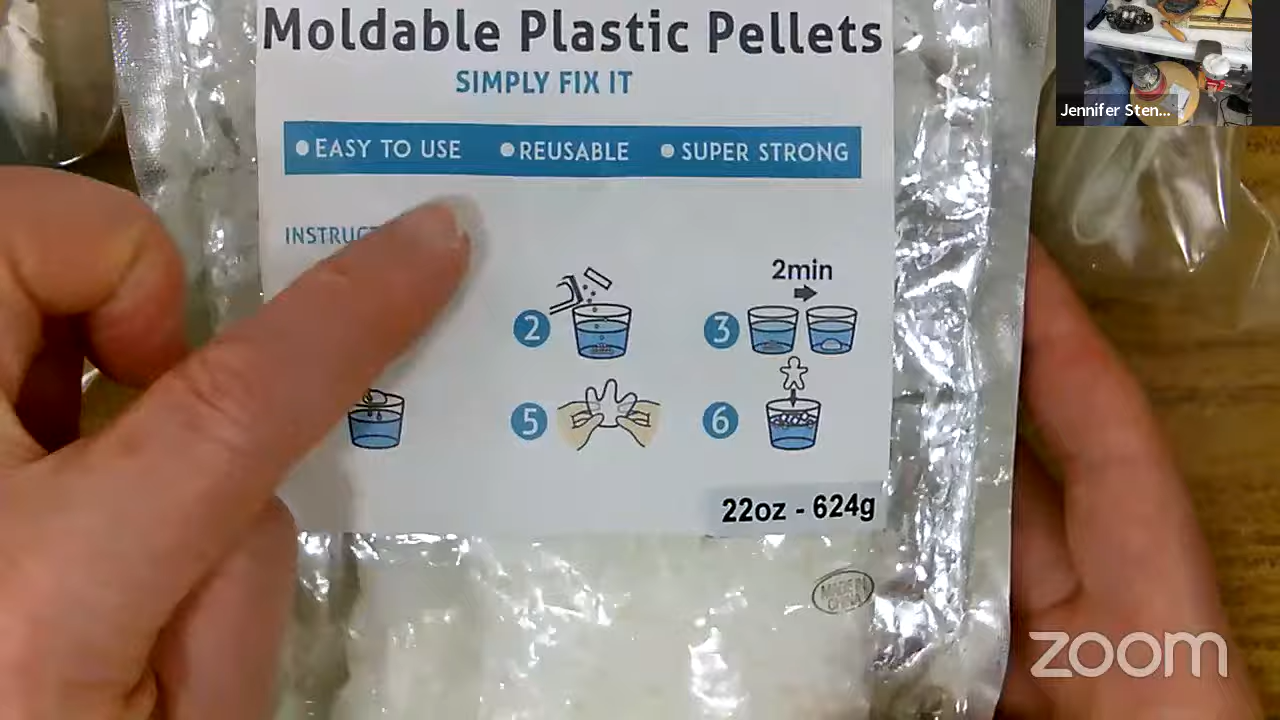 Moldable Plastic Pellets
SIMPLY FIX IT
EASY TO USE REUSABLE SUPER STRONG
2min
2 3
5 6
22oz - 624g
MADE IN
CHINA
Jennifer Sten...
zoom